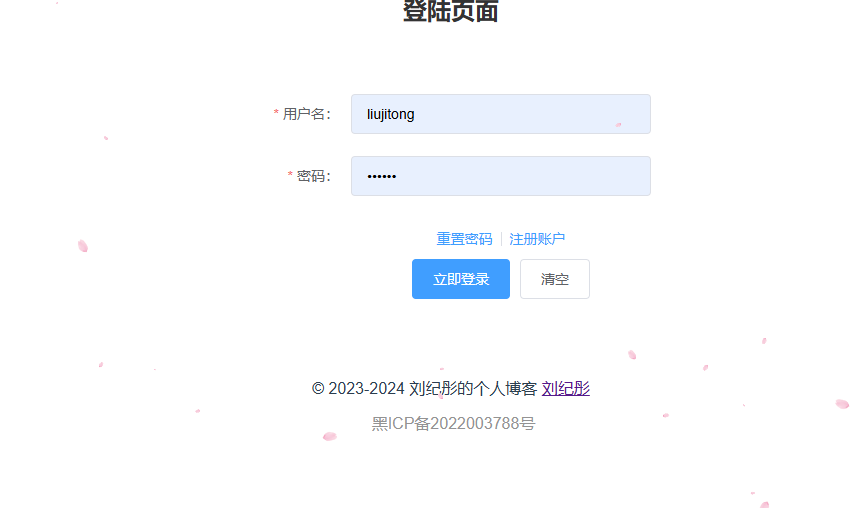 登陆页面
* 用户名：
liujitong
* 密码：
••••••
重置密码 | 注册账户
立即登录 清空
© 2023-2024 刘纪彤的个人博客 刘纪彤
黑ICP备2022003788号